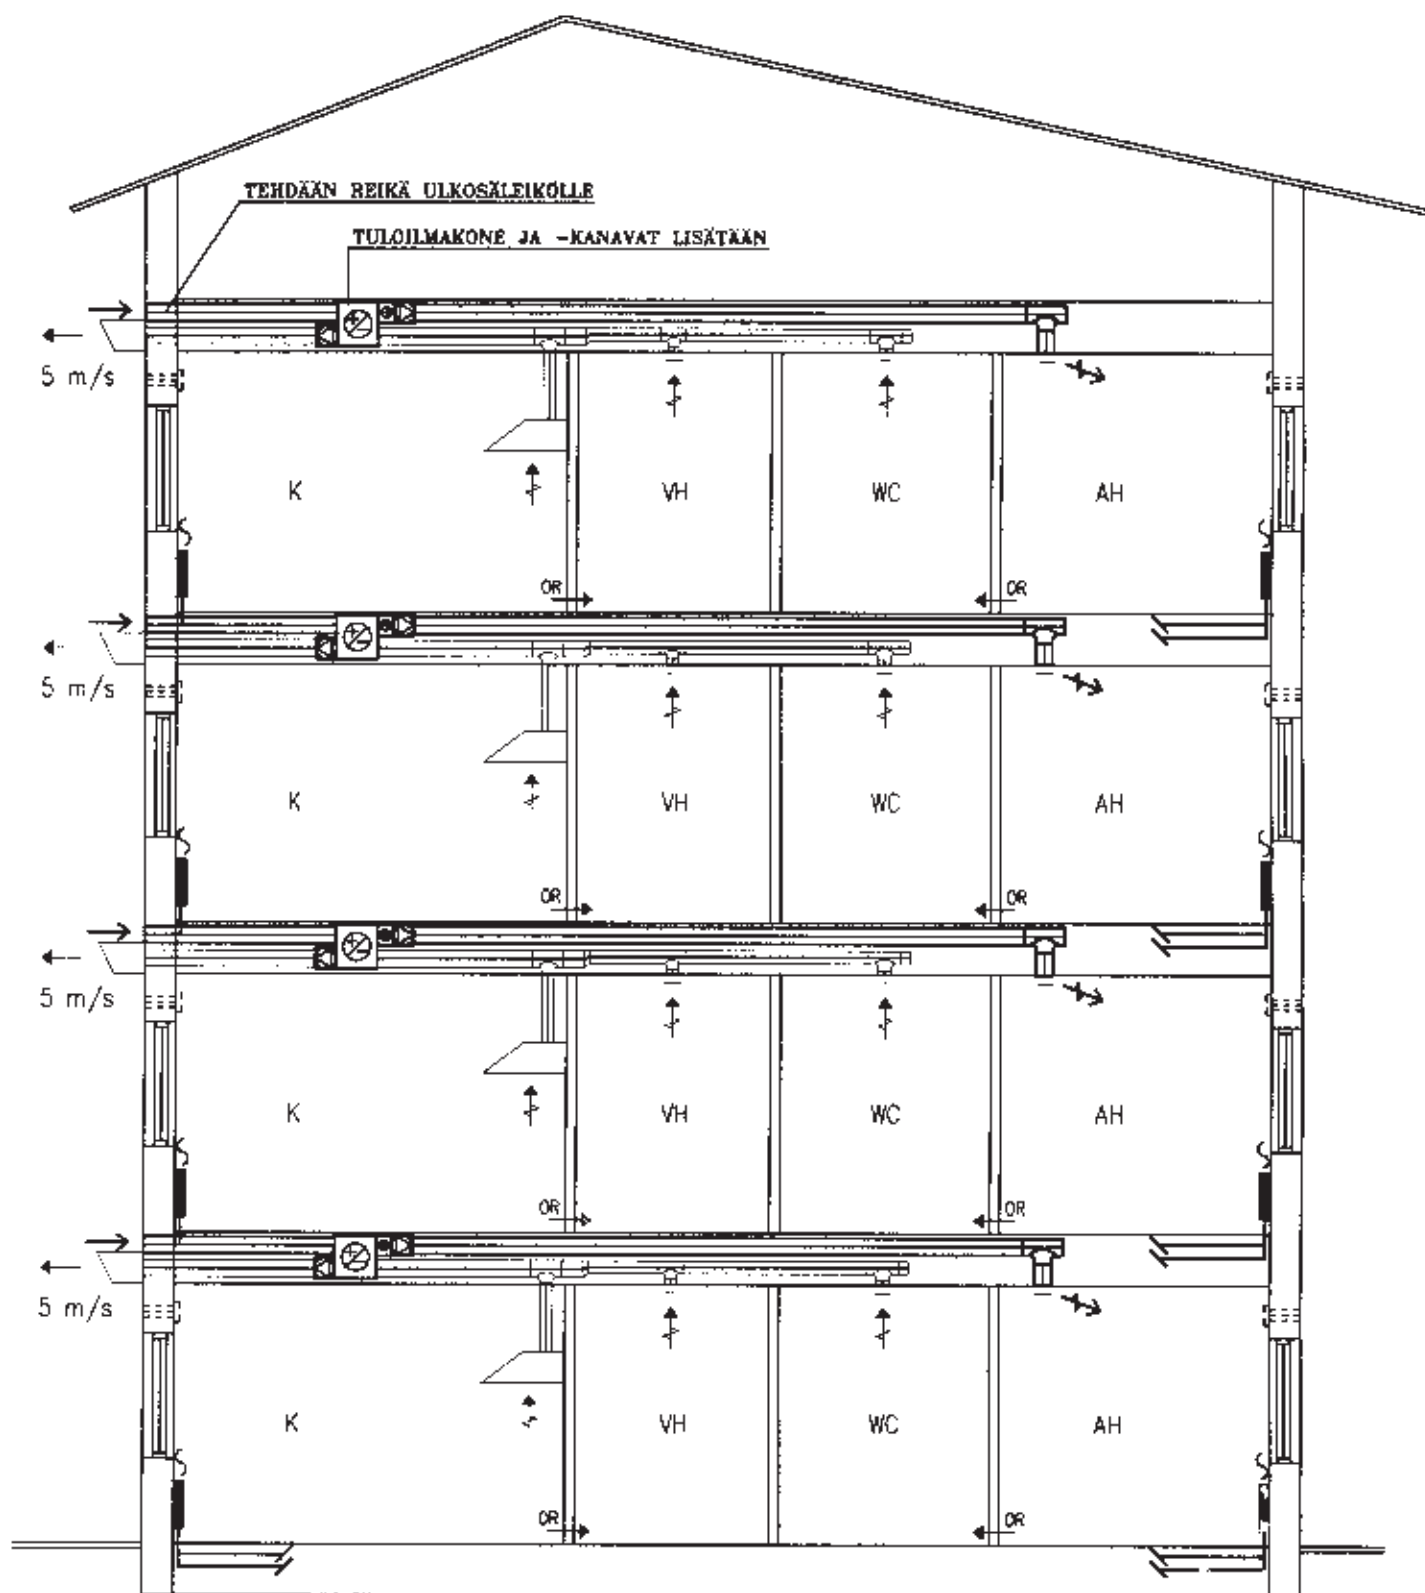 TEHDÄÄN REIKÄ ULKOSÄLEIKÖLLE
TULOILMAKONE JA -KANAVAT LISÄTÄÄN
5 m/s
K
VH
WC
AH
OR
OR
5 m/s
K
VH
WC
AH
OR
OR
5 m/s
K
VH
WC
AH
OR
OR
5 m/s
K
VH
WC
AH
OR
OR